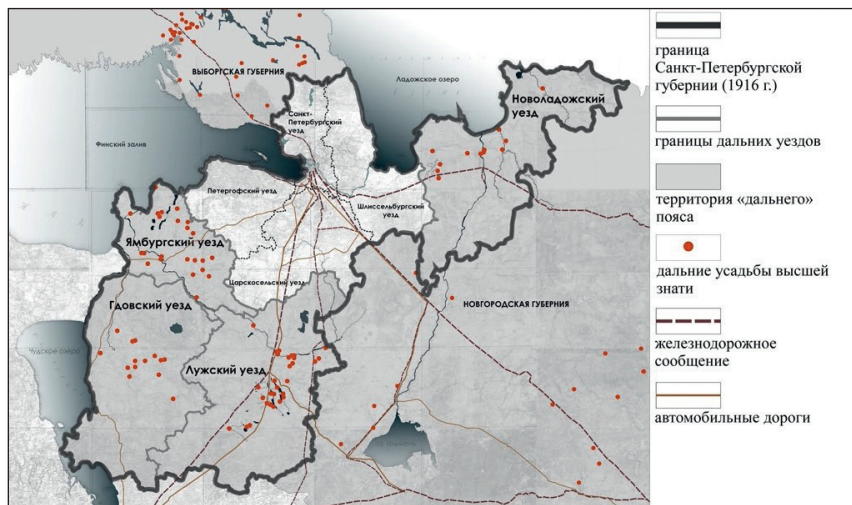 ВЫБОРГСКАЯ ГУБЕРНИЯ
Ладожское озеро
Новоладожский
уезд
Санкт-
Петербургский
уезд
Финский залив
Петергофский уезд
Шлиссельбургский
уезд
Ямбургский уезд
Царскосельский уезд
Гдовский уезд
НОВГОРОДСКАЯ ГУБЕРНИЯ
Чудское озеро
Лужский уезд
граница
Санкт-Петербургской
губернии (1916 г.)
границы дальних уездов
территория «дальнего»
пояса
дальние усадьбы высшей
знати
железнодорожное
сообщение
автомобильные дороги